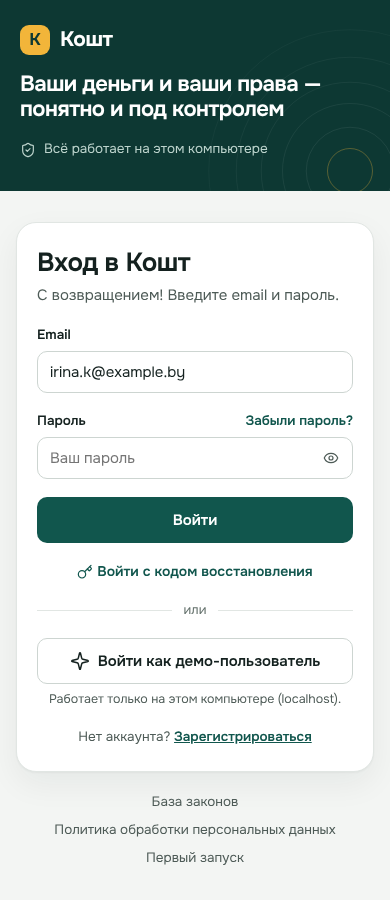 К Кошт
Ваши деньги и ваши права —
понятно и под контролем
Всё работает на этом компьютере
Вход в Кошт
С возвращением! Введите email и пароль.
Email
irina.k@example.by
Пароль Забыли пароль?
Ваш пароль
Войти
Войти с кодом восстановления
или
Войти как демо-пользователь
Работает только на этом компьютере (localhost).
Нет аккаунта? Зарегистрироваться
База законов
Политика обработки персональных данных
Первый запуск